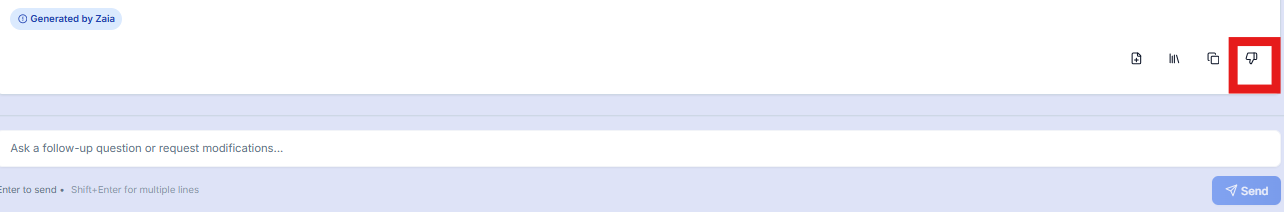 Generated by Zaia
Ask a follow-up question or request modifications...
Enter to send • Shift+Enter for multiple lines
Send